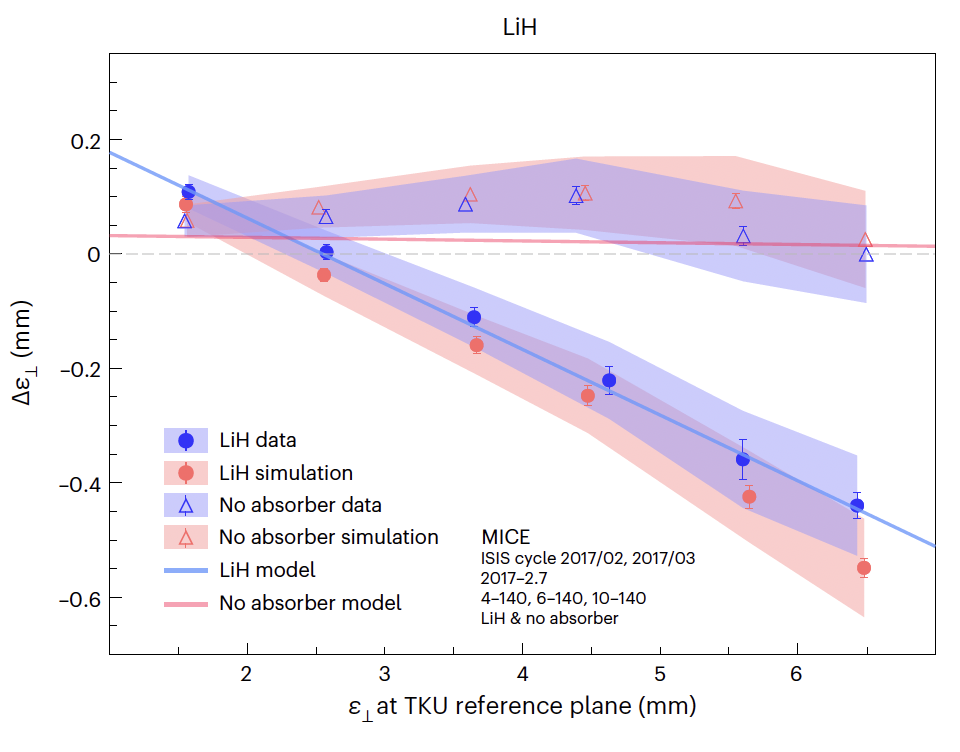 LiH
Δε⊥ (mm)
0.2
0
−0.2
−0.4
−0.6
LiH data
LiH simulation
No absorber data
No absorber simulation
LiH model
No absorber model
MICE
ISIS cycle 2017/02, 2017/03
2017–2.7
4–140, 6–140, 10–140
LiH & no absorber
2 3 4 5 6
ε⊥ at TKU reference plane (mm)